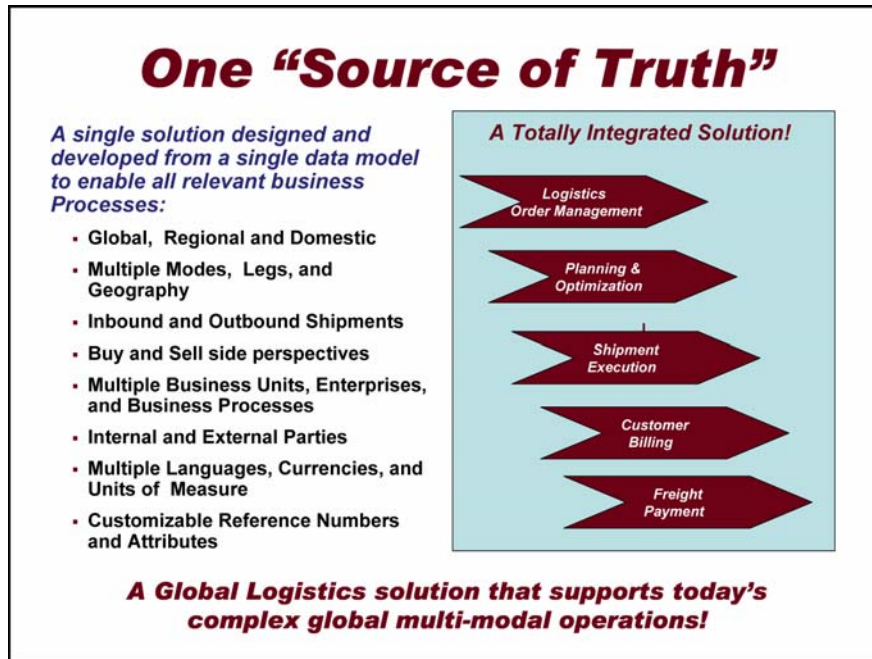 One “Source of Truth”
A single solution designed and
developed from a single data model
to enable all relevant business
Processes:
▪ Global, Regional and Domestic
▪ Multiple Modes, Legs, and
Geography
▪ Inbound and Outbound Shipments
▪ Buy and Sell side perspectives
▪ Multiple Business Units, Enterprises,
and Business Processes
▪ Internal and External Parties
▪ Multiple Languages, Currencies, and
Units of Measure
▪ Customizable Reference Numbers
and Attributes
A Totally Integrated Solution!
Logistics
Order Management
Planning &
Optimization
Shipment
Execution
Customer
Billing
Freight
Payment
A Global Logistics solution that supports today’s
complex global multi-modal operations!